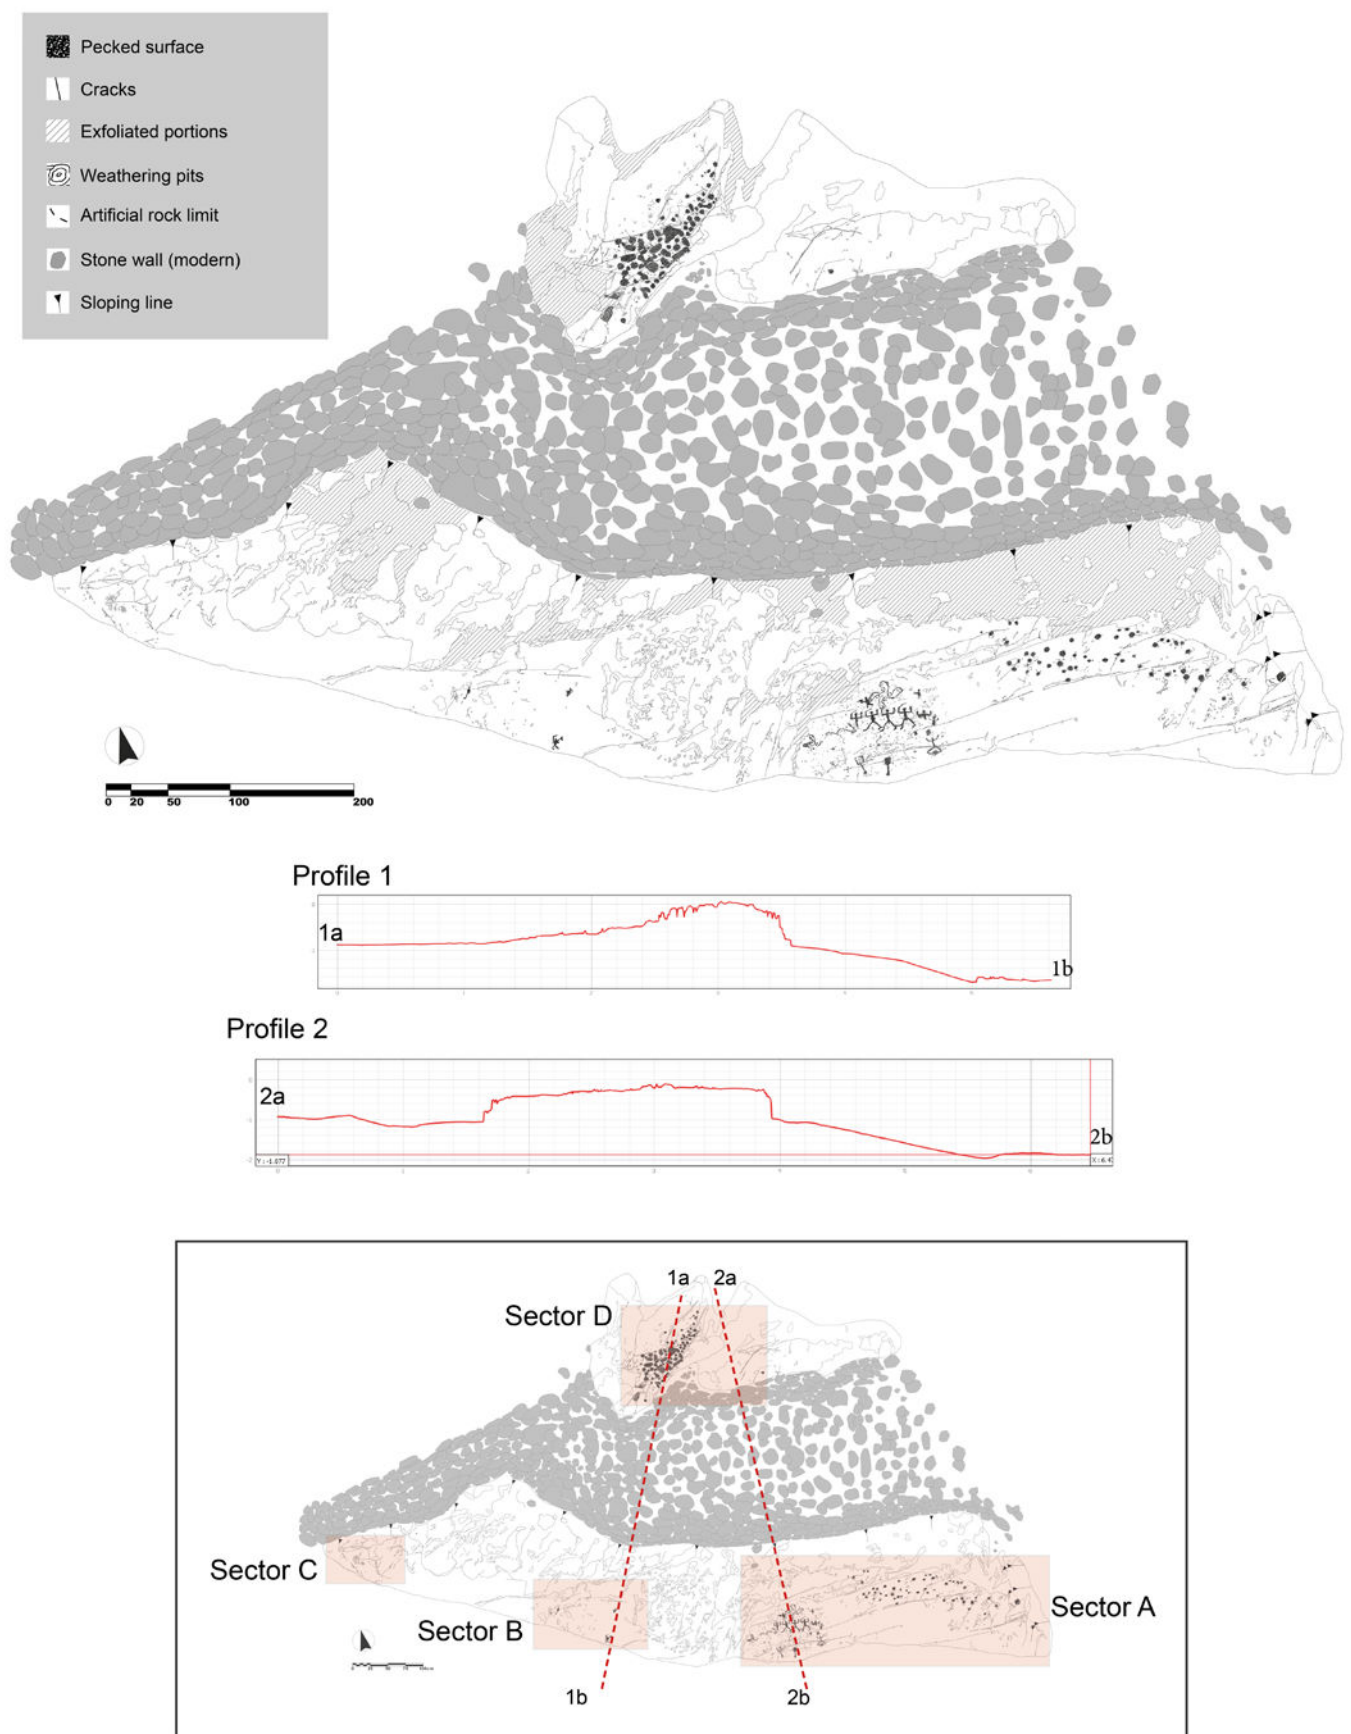 Pecked surface
Cracks
Exfoliated portions
Weathering pits
Artificial rock limit
Stone wall (modern)
Sloping line
0 20 50 100 200
Profile 1
1a
1b
Profile 2
2a
2b
1a 2a
Sector D
Sector C
Sector B
Sector A
1b
2b